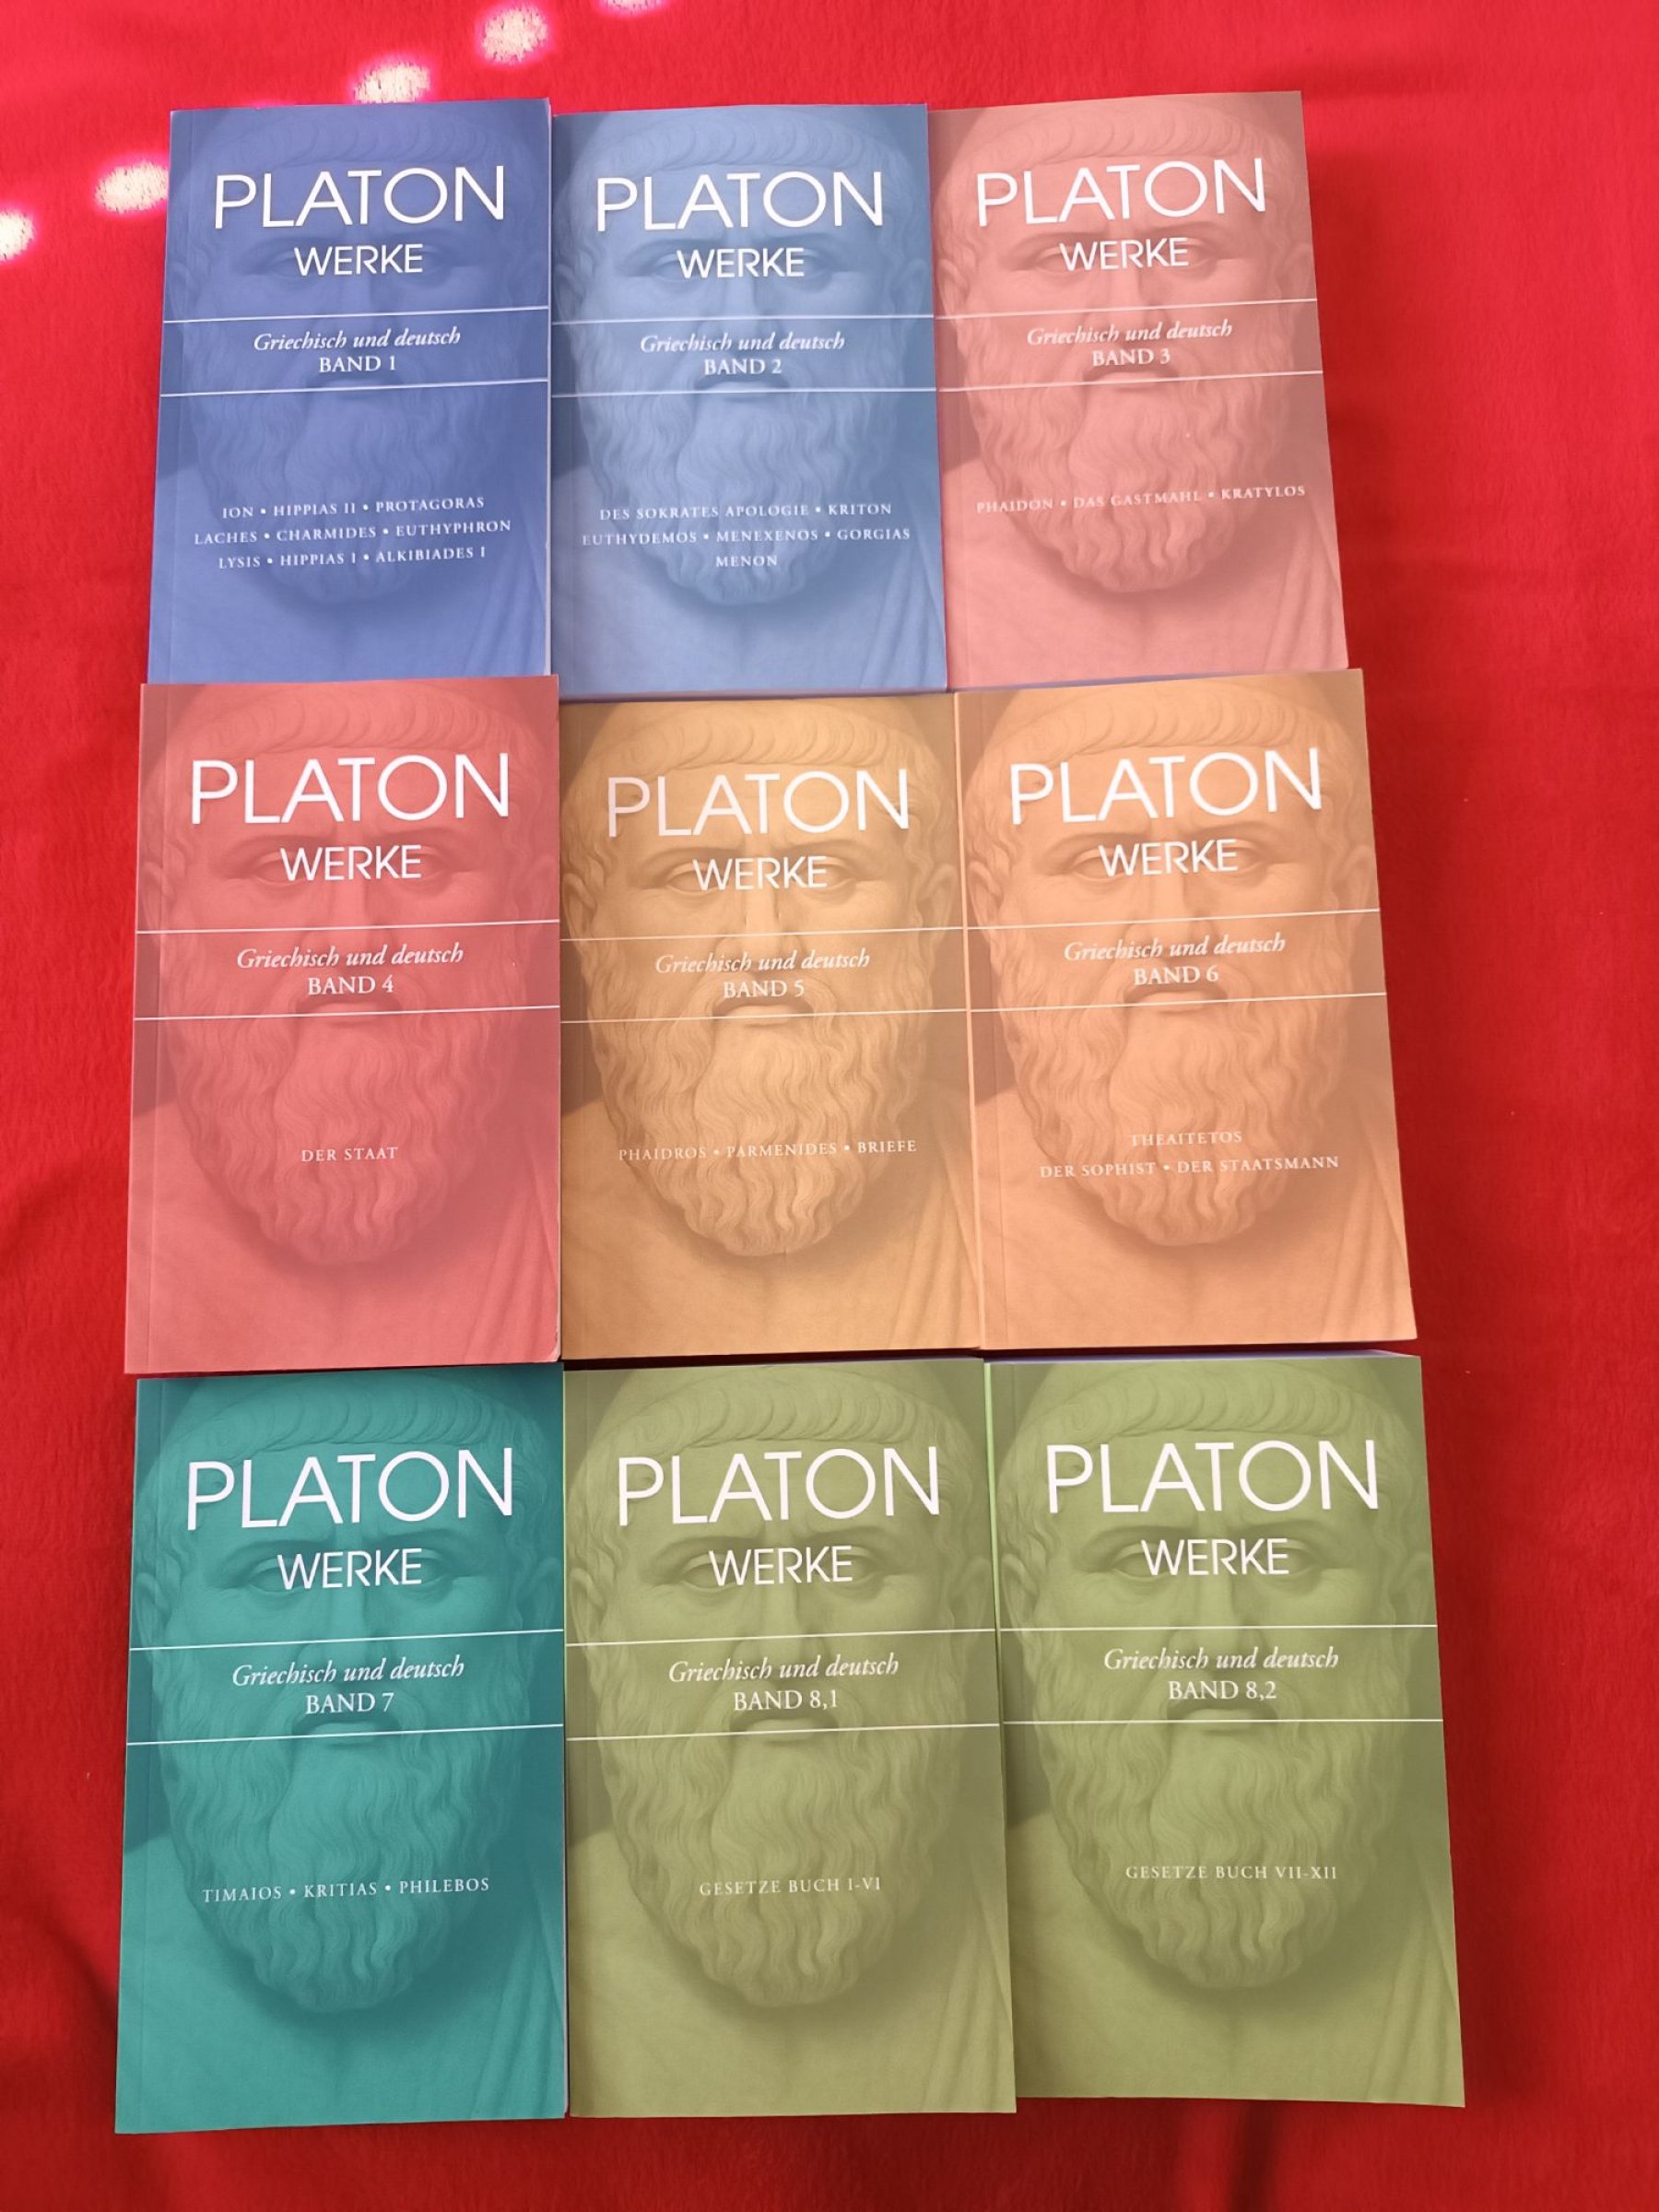 PLATON
WERKE
Griechisch und deutsch
BAND 1
ION • HIPPIAS II • PROTAGORAS
LACHES • CHARMIDES • EUTHYPHRON
LYSIS • HIPPIAS I • ALKIBIADES I
PLATON
WERKE
Griechisch und deutsch
BAND 2
DES SOKRATES APOLOGIE • KRITON
EUTHYDEMOS • MENEXENOS • GORGIAS
MENON
PLATON
WERKE
Griechisch und deutsch
BAND 3
PHAIDON • DAS GASTMAHL • KRATYLOS
PLATON
WERKE
Griechisch und deutsch
BAND 4
DER STAAT
PLATON
WERKE
Griechisch und deutsch
BAND 5
PHAIDROS • PARMENIDES • BRIEFE
PLATON
WERKE
Griechisch und deutsch
BAND 6
THEAITETOS
DER SOPHIST • DER STAATSMANN
PLATON
WERKE
Griechisch und deutsch
BAND 7
TIMAIOS • KRITIAS • PHILEBOS
PLATON
WERKE
Griechisch und deutsch
BAND 8,1
GESETZE BUCH I-VI
PLATON
WERKE
Griechisch und deutsch
BAND 8,2
GESETZE BUCH VII-XII